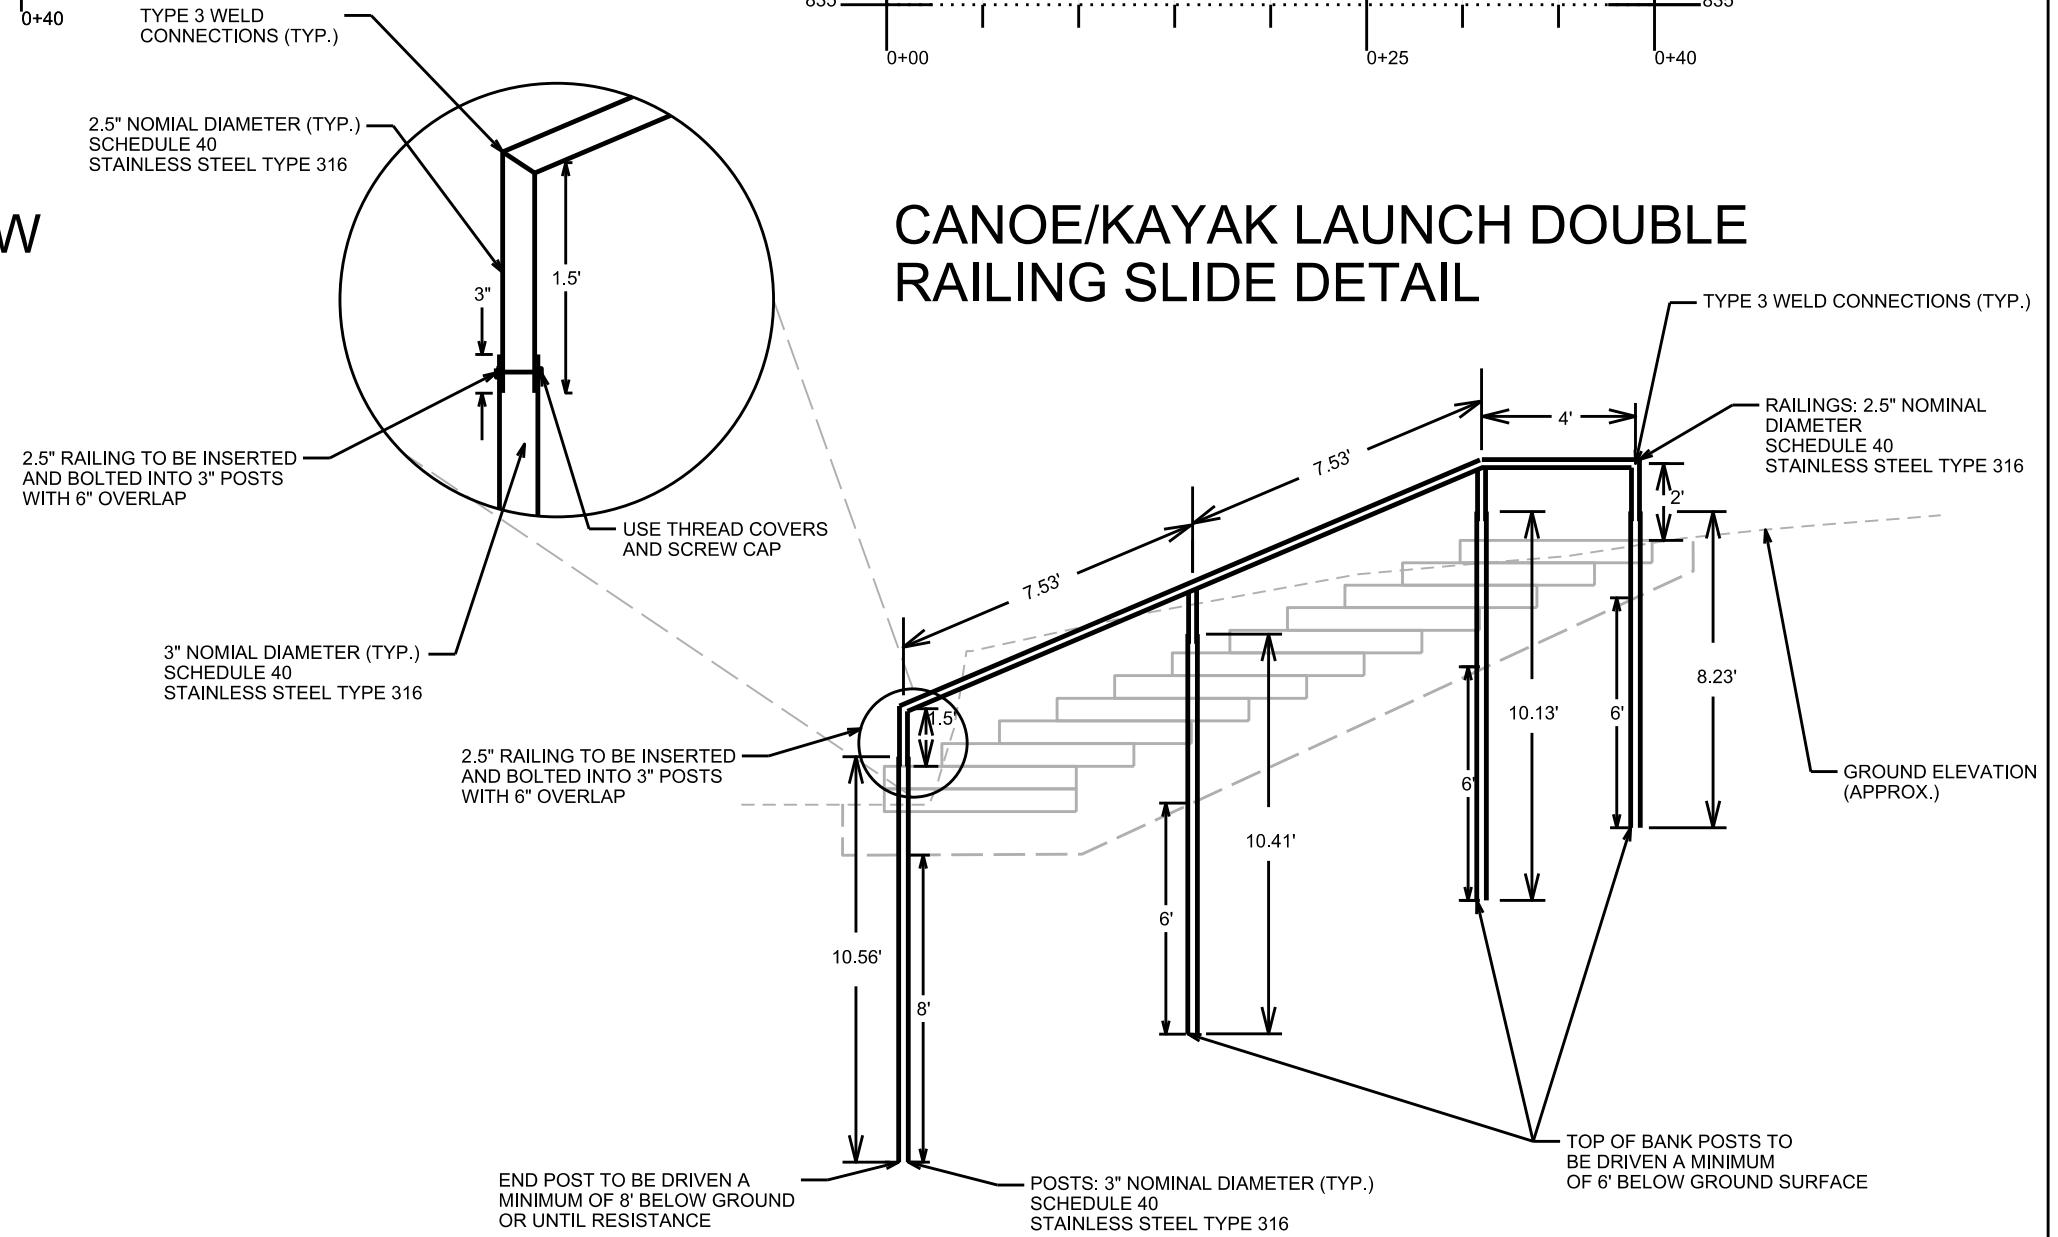 0+40
835
835
0+00
0+25
0+40
W
TYPE 3 WELD
CONNECTIONS (TYP.)
2.5" NOMIAL DIAMETER (TYP.)
SCHEDULE 40
STAINLESS STEEL TYPE 316
1.5'
3"
2.5" RAILING TO BE INSERTED
AND BOLTED INTO 3" POSTS
WITH 6" OVERLAP
USE THREAD COVERS
AND SCREW CAP
3" NOMIAL DIAMETER (TYP.)
SCHEDULE 40
STAINLESS STEEL TYPE 316
CANOE/KAYAK LAUNCH DOUBLE
RAILING SLIDE DETAIL
TYPE 3 WELD CONNECTIONS (TYP.)
RAILINGS: 2.5" NOMINAL
DIAMETER
SCHEDULE 40
STAINLESS STEEL TYPE 316
4'
7.53'
7.53'
2'
1.5'
8.23'
10.13'
6'
6'
10.41'
6'
10.56'
8'
2.5" RAILING TO BE INSERTED
AND BOLTED INTO 3" POSTS
WITH 6" OVERLAP
GROUND ELEVATION
(APPROX.)
END POST TO BE DRIVEN A
MINIMUM OF 8' BELOW GROUND
OR UNTIL RESISTANCE
POSTS: 3" NOMINAL DIAMETER (TYP.)
SCHEDULE 40
STAINLESS STEEL TYPE 316
TOP OF BANK POSTS TO
BE DRIVEN A MINIMUM
OF 6' BELOW GROUND SURFACE